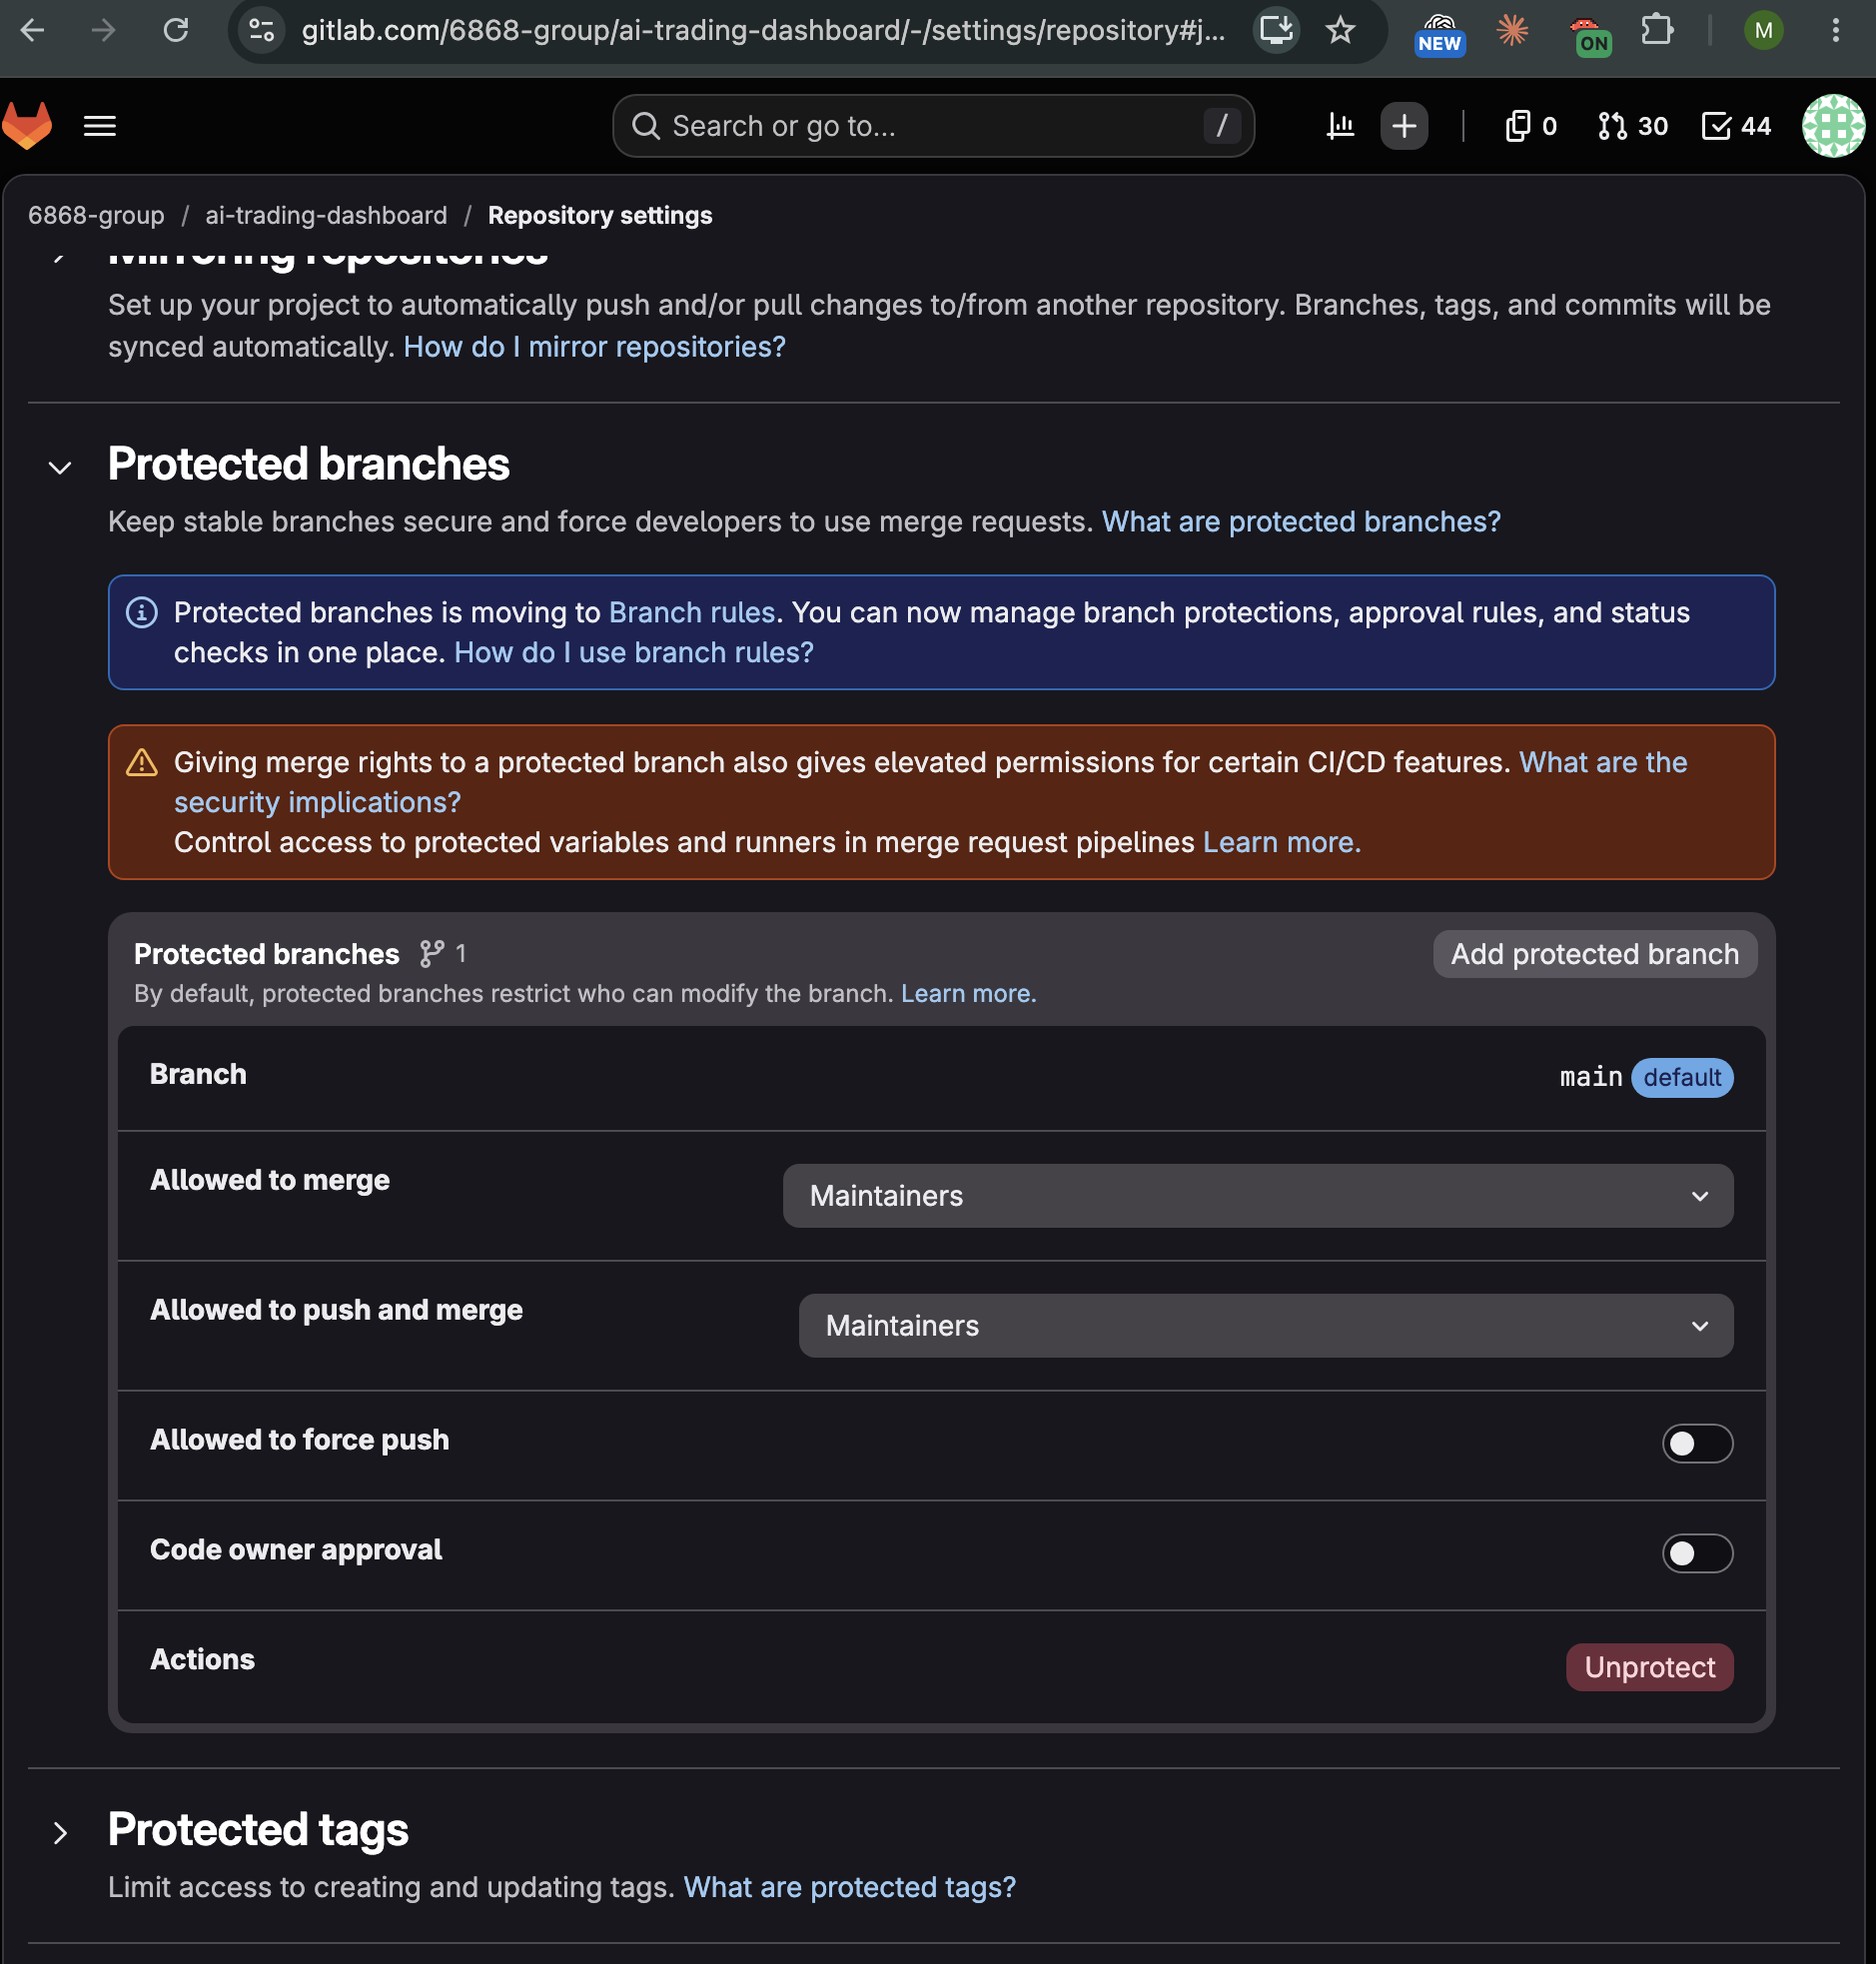 gitlab.com/6868-group/ai-trading-dashboard/-/settings/repository#j...
NEW
ON
M
Search or go to...
/
0
30
44
6868-group / ai-trading-dashboard / Repository settings
Mirroring repositories
Set up your project to automatically push and/or pull changes to/from another repository. Branches, tags, and commits will be
synced automatically. How do I mirror repositories?
Protected branches
Keep stable branches secure and force developers to use merge requests. What are protected branches?
Protected branches is moving to Branch rules. You can now manage branch protections, approval rules, and status
checks in one place. How do I use branch rules?
Giving merge rights to a protected branch also gives elevated permissions for certain CI/CD features. What are the
security implications?
Control access to protected variables and runners in merge request pipelines Learn more.
Protected branches 1
Add protected branch
By default, protected branches restrict who can modify the branch. Learn more.
Branch
main default
Allowed to merge
Maintainers
Allowed to push and merge
Maintainers
Allowed to force push
Code owner approval
Actions
Unprotect
Protected tags
Limit access to creating and updating tags. What are protected tags?